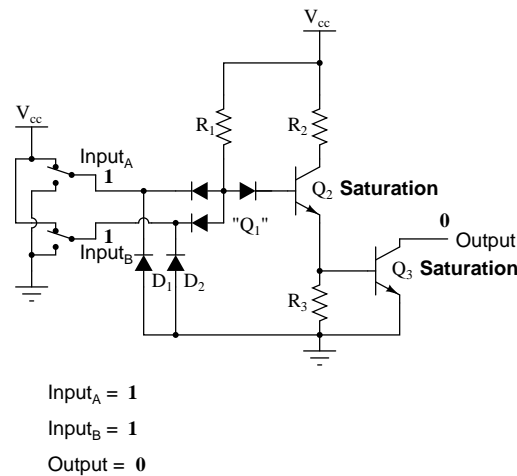 Vcc
Vcc
R1
R2
InputA
1
Q2 Saturation
"Q1"
0
1
Output
InputB
Q3 Saturation
D1
D2
R3
InputA = 1
InputB = 1
Output = 0